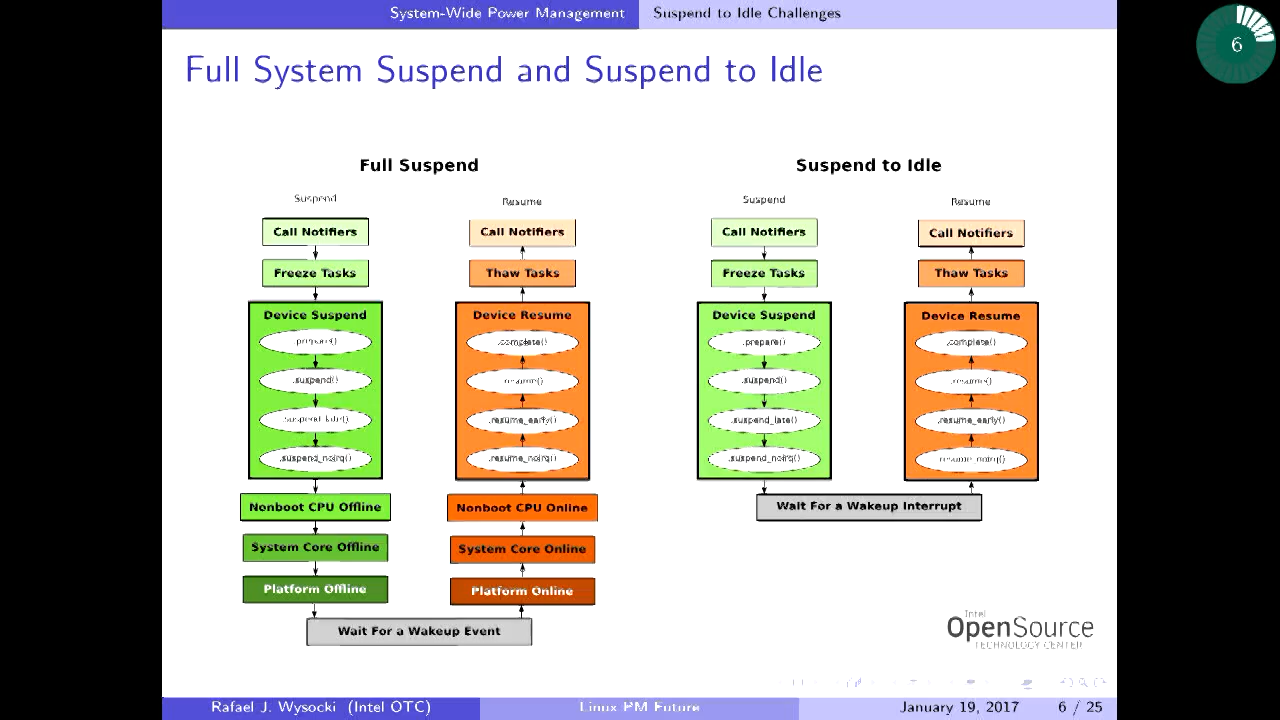 System-Wide Power Management
Suspend to Idle Challenges
6
Full System Suspend and Suspend to Idle
Full Suspend
Suspend
Call Notifiers
Freeze Tasks
Device Suspend
.prepare()
.suspend()
.suspend_late()
.suspend_noirq()
Nonboot CPU Offline
System Core Offline
Platform Offline
Resume
Call Notifiers
Thaw Tasks
Device Resume
.complete()
.resume()
.resume_early()
.resume_noirq()
Nonboot CPU Online
System Core Online
Platform Online
Wait For a Wakeup Event
Suspend to Idle
Suspend
Call Notifiers
Freeze Tasks
Device Suspend
.prepare()
.suspend()
.suspend_late()
.suspend_noirq()
Resume
Call Notifiers
Thaw Tasks
Device Resume
.complete()
.resume()
.resume_early()
.resume_noirq()
Wait For a Wakeup Interrupt
Intel
OpenSource
TECHNOLOGY CENTER
Rafael J. Wysocki (Intel OTC)
Linux PM Future
January 19, 2017
6 / 25